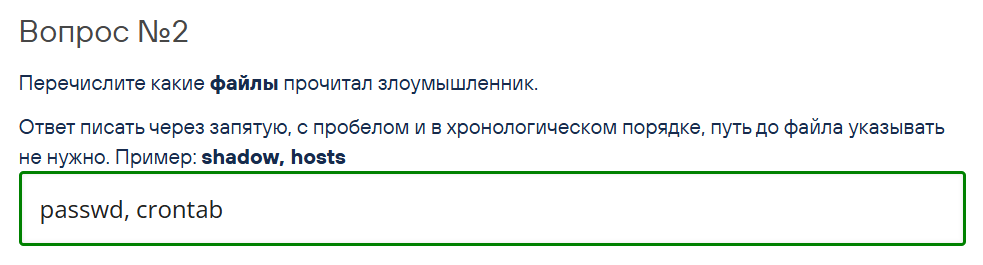 Вопрос №2
Перечислите какие файлы прочитал злоумышленник.
Ответ писать через запятую, с пробелом и в хронологическом порядке, путь до файла указывать
не нужно. Пример: shadow, hosts
passwd, crontab